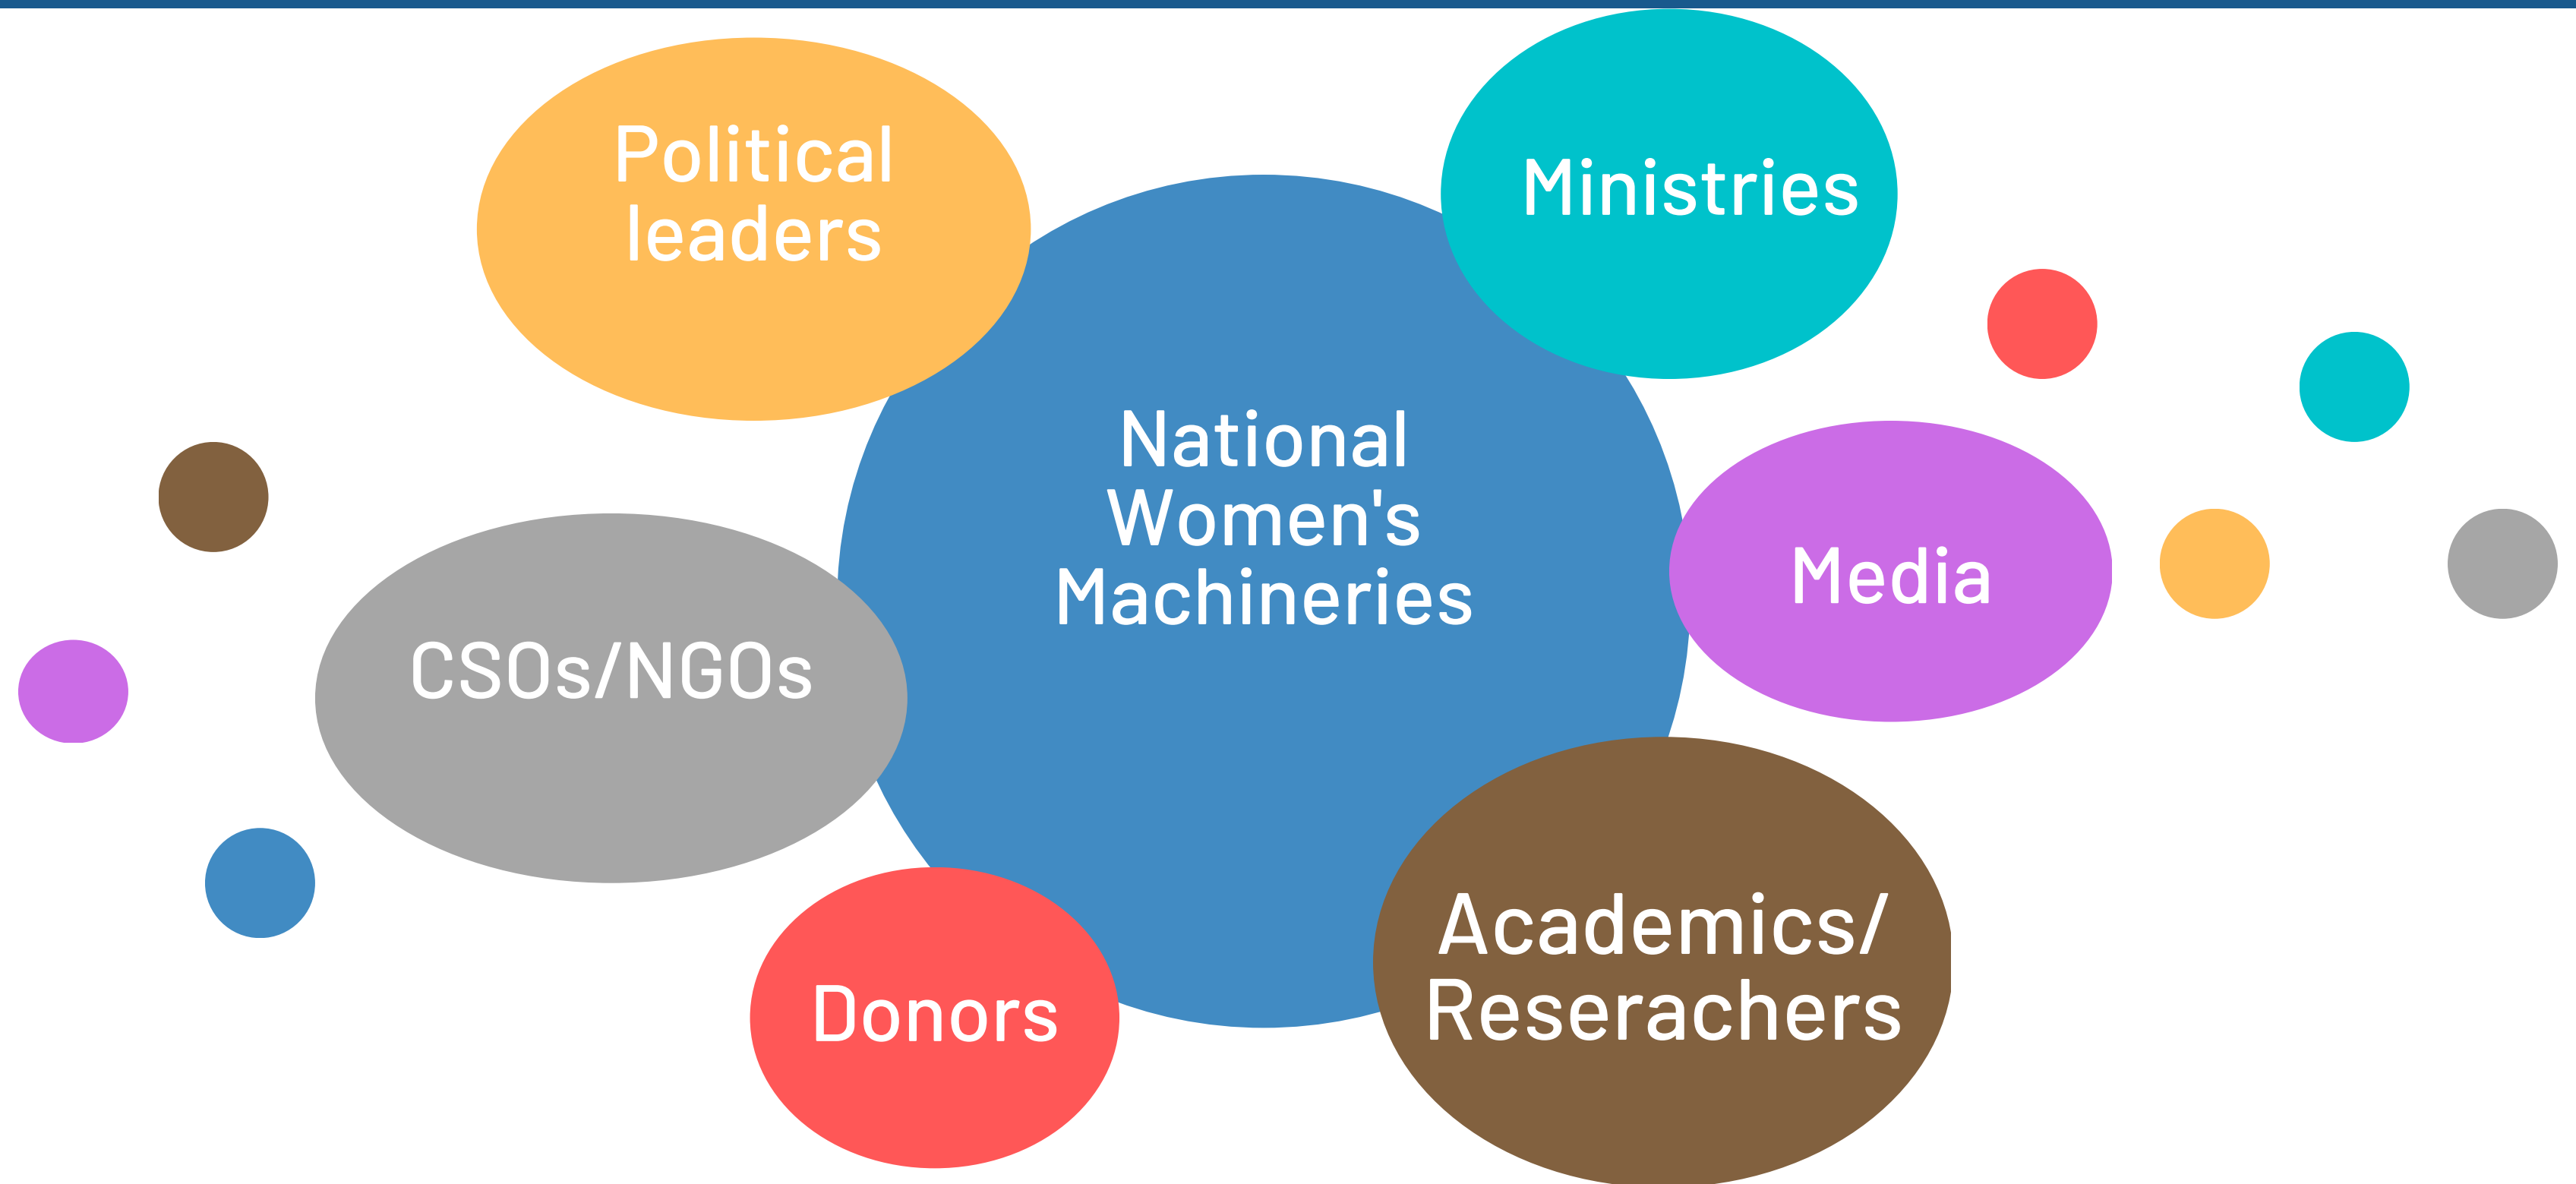 Political
leaders
Ministries
National
Women's
Machineries
Media
CSOs/NGOs
Academics/
Reserachers
Donors